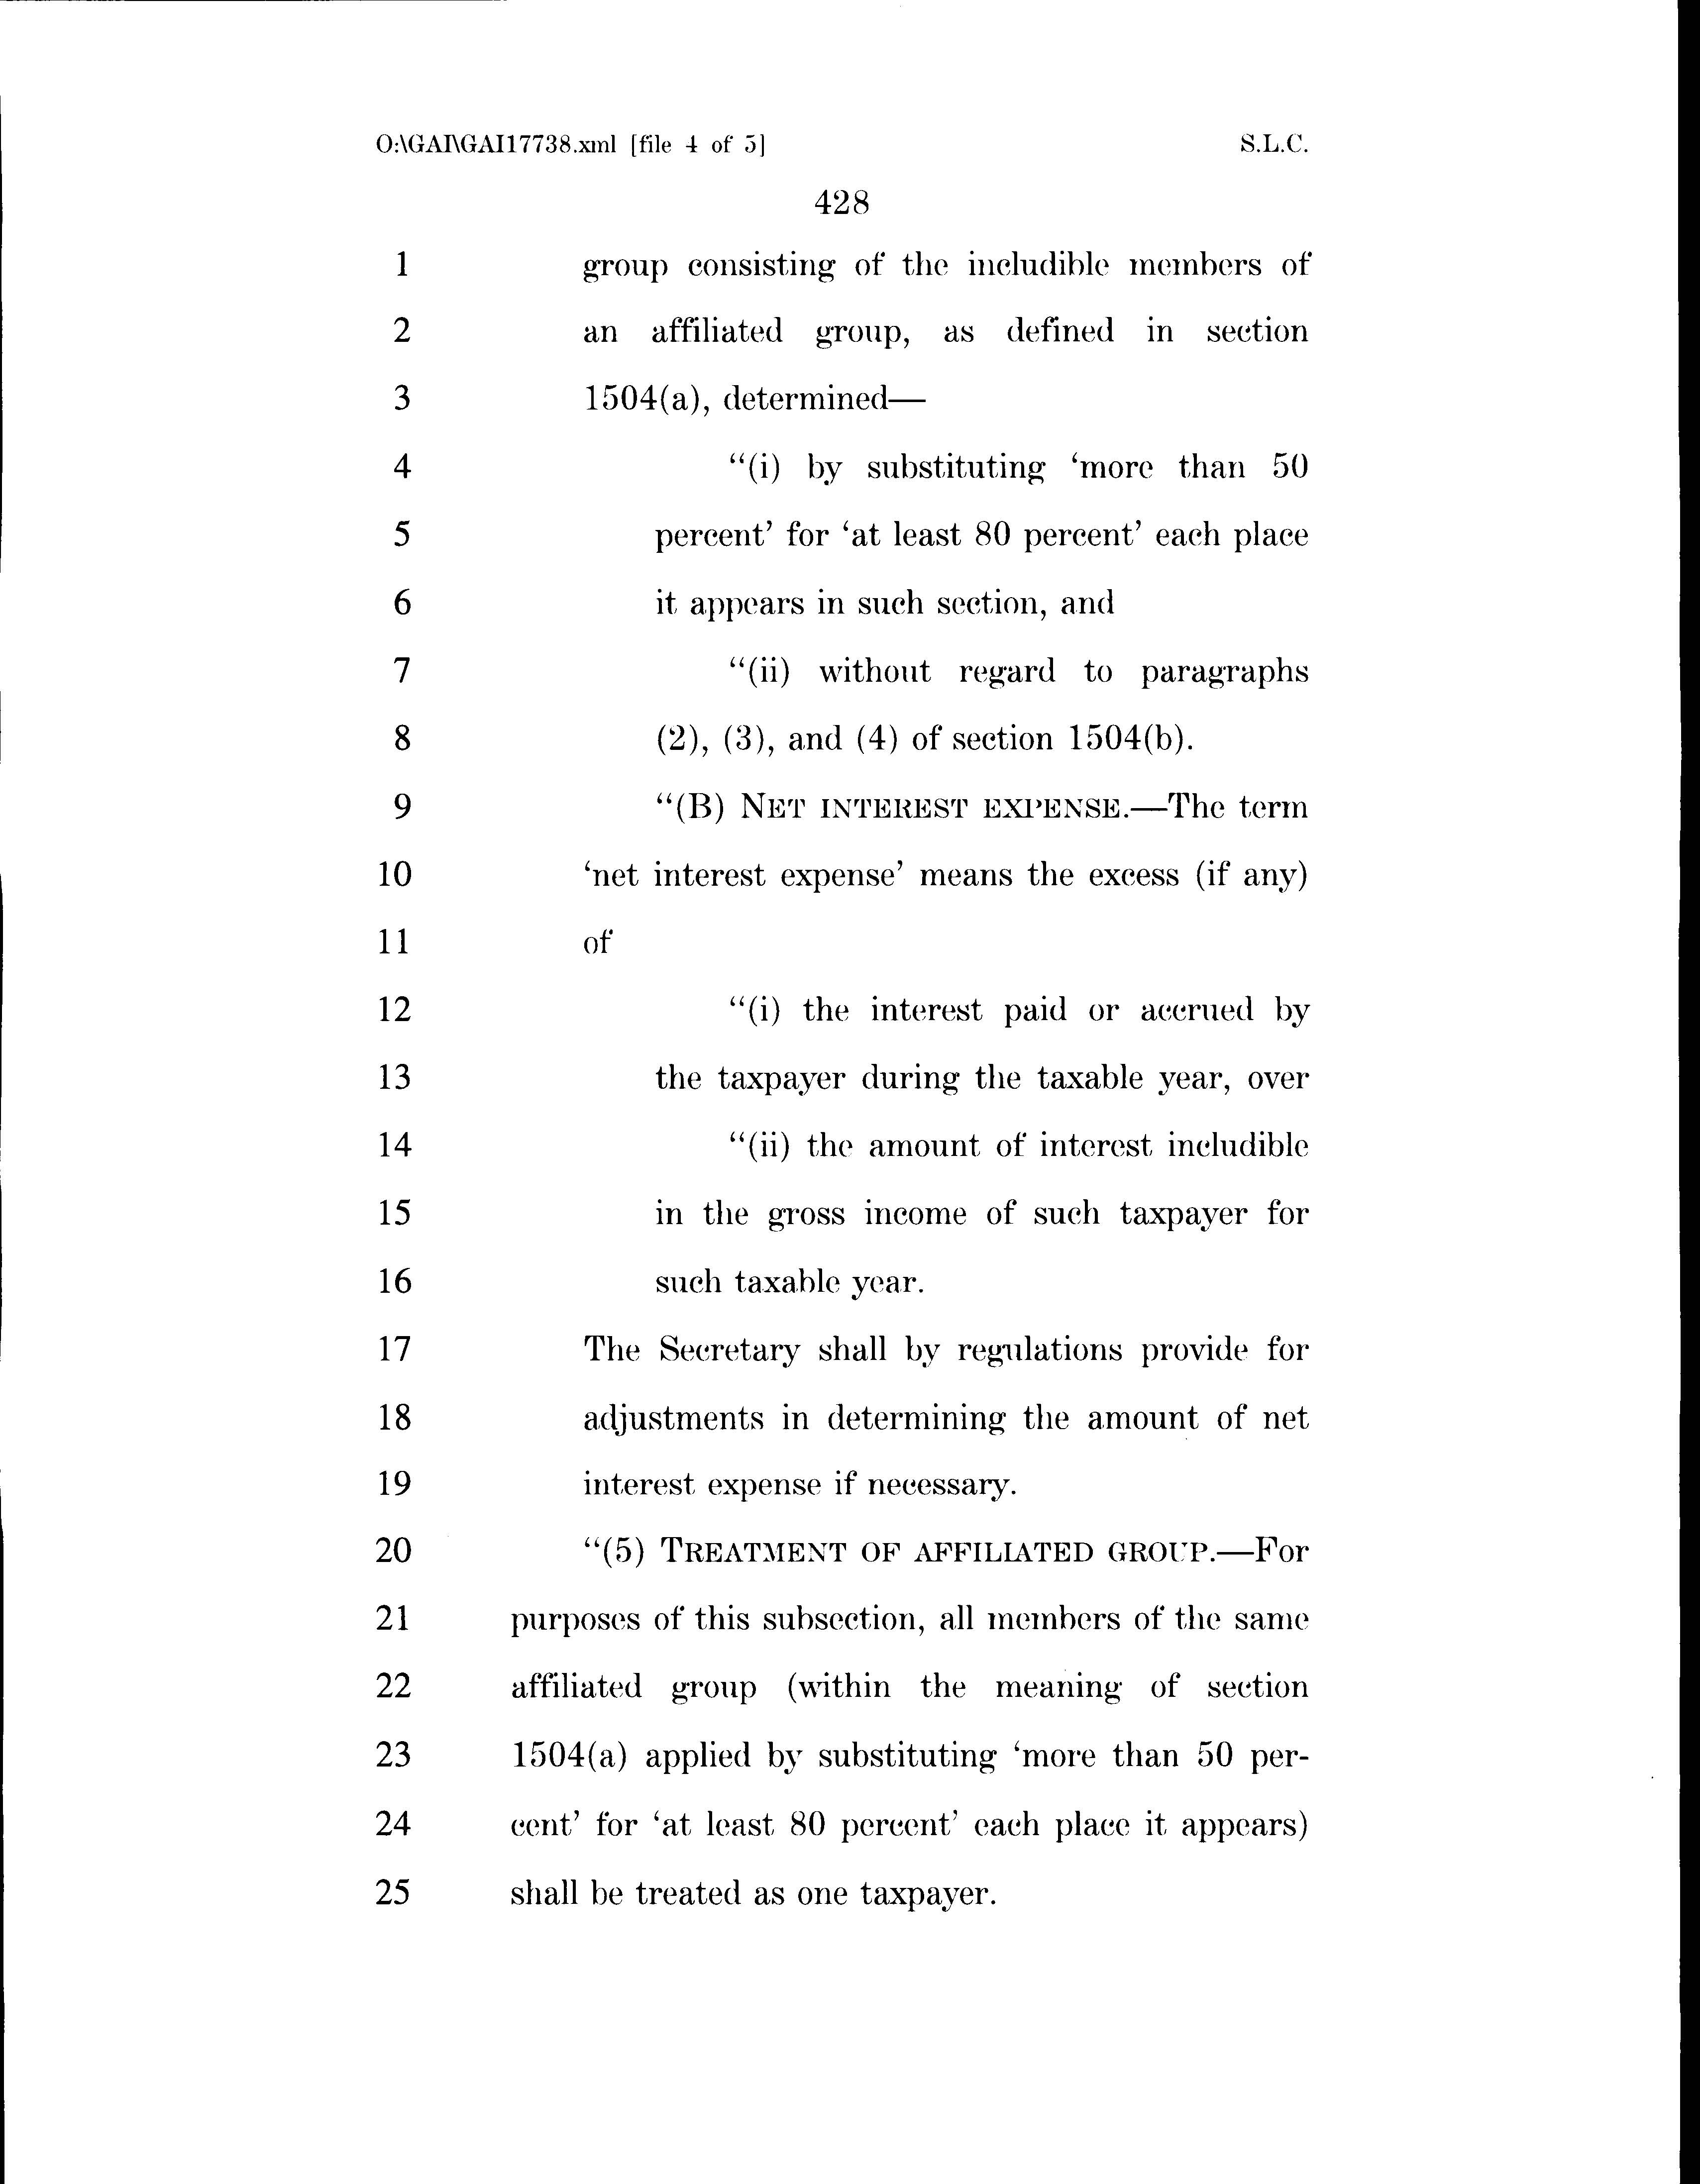 O:\GAI\GAI17738.xml [file 4 of 5]
S.L.C.
428
1 group consisting of the includible members of
2 an affiliated group, as defined in section
3 1504(a), determined—
4 “(i) by substituting ‘more than 50
5 percent’ for ‘at least 80 percent’ each place
6 it appears in such section, and
7 “(ii) without regard to paragraphs
8 (2), (3), and (4) of section 1504(b).
9 “(B) NET INTEREST EXPENSE.—The term
10 ‘net interest expense’ means the excess (if any)
11 of
12 “(i) the interest paid or accrued by
13 the taxpayer during the taxable year, over
14 “(ii) the amount of interest includible
15 in the gross income of such taxpayer for
16 such taxable year.
17 The Secretary shall by regulations provide for
18 adjustments in determining the amount of net
19 interest expense if necessary.
20 “(5) TREATMENT OF AFFILIATED GROUP.—For
21 purposes of this subsection, all members of the same
22 affiliated group (within the meaning of section
23 1504(a) applied by substituting ‘more than 50 per-
24 cent’ for ‘at least 80 percent’ each place it appears)
25 shall be treated as one taxpayer.